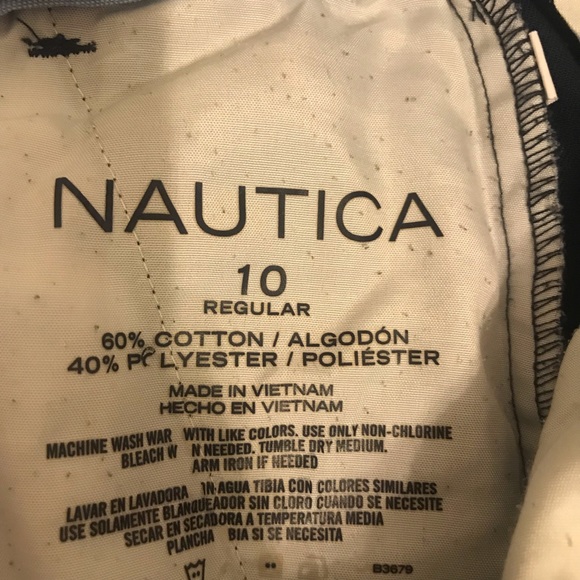 NAUTICA
10
REGULAR
60% COTTON / ALGODÓN
40% POLYESTER / POLIÉSTER
MADE IN VIETNAM
HECHO EN VIETNAM
MACHINE WASH WAR WITH LIKE COLORS. USE ONLY NON-CHLORINE
BLEACH W N NEEDED. TUMBLE DRY MEDIUM.
ARM IRON IF NEEDED
LAVAR EN LAVADORA N AGUA TIBIA CON COLORES SIMILARES
USE SOLAMENTE BLANQUEADOR SIN CLORO CUANDO SE NECESITE
SECAR EN SECADORA A TEMPERATURA MEDIA
PLANCHA BIA SI SE NECESITA
B3679